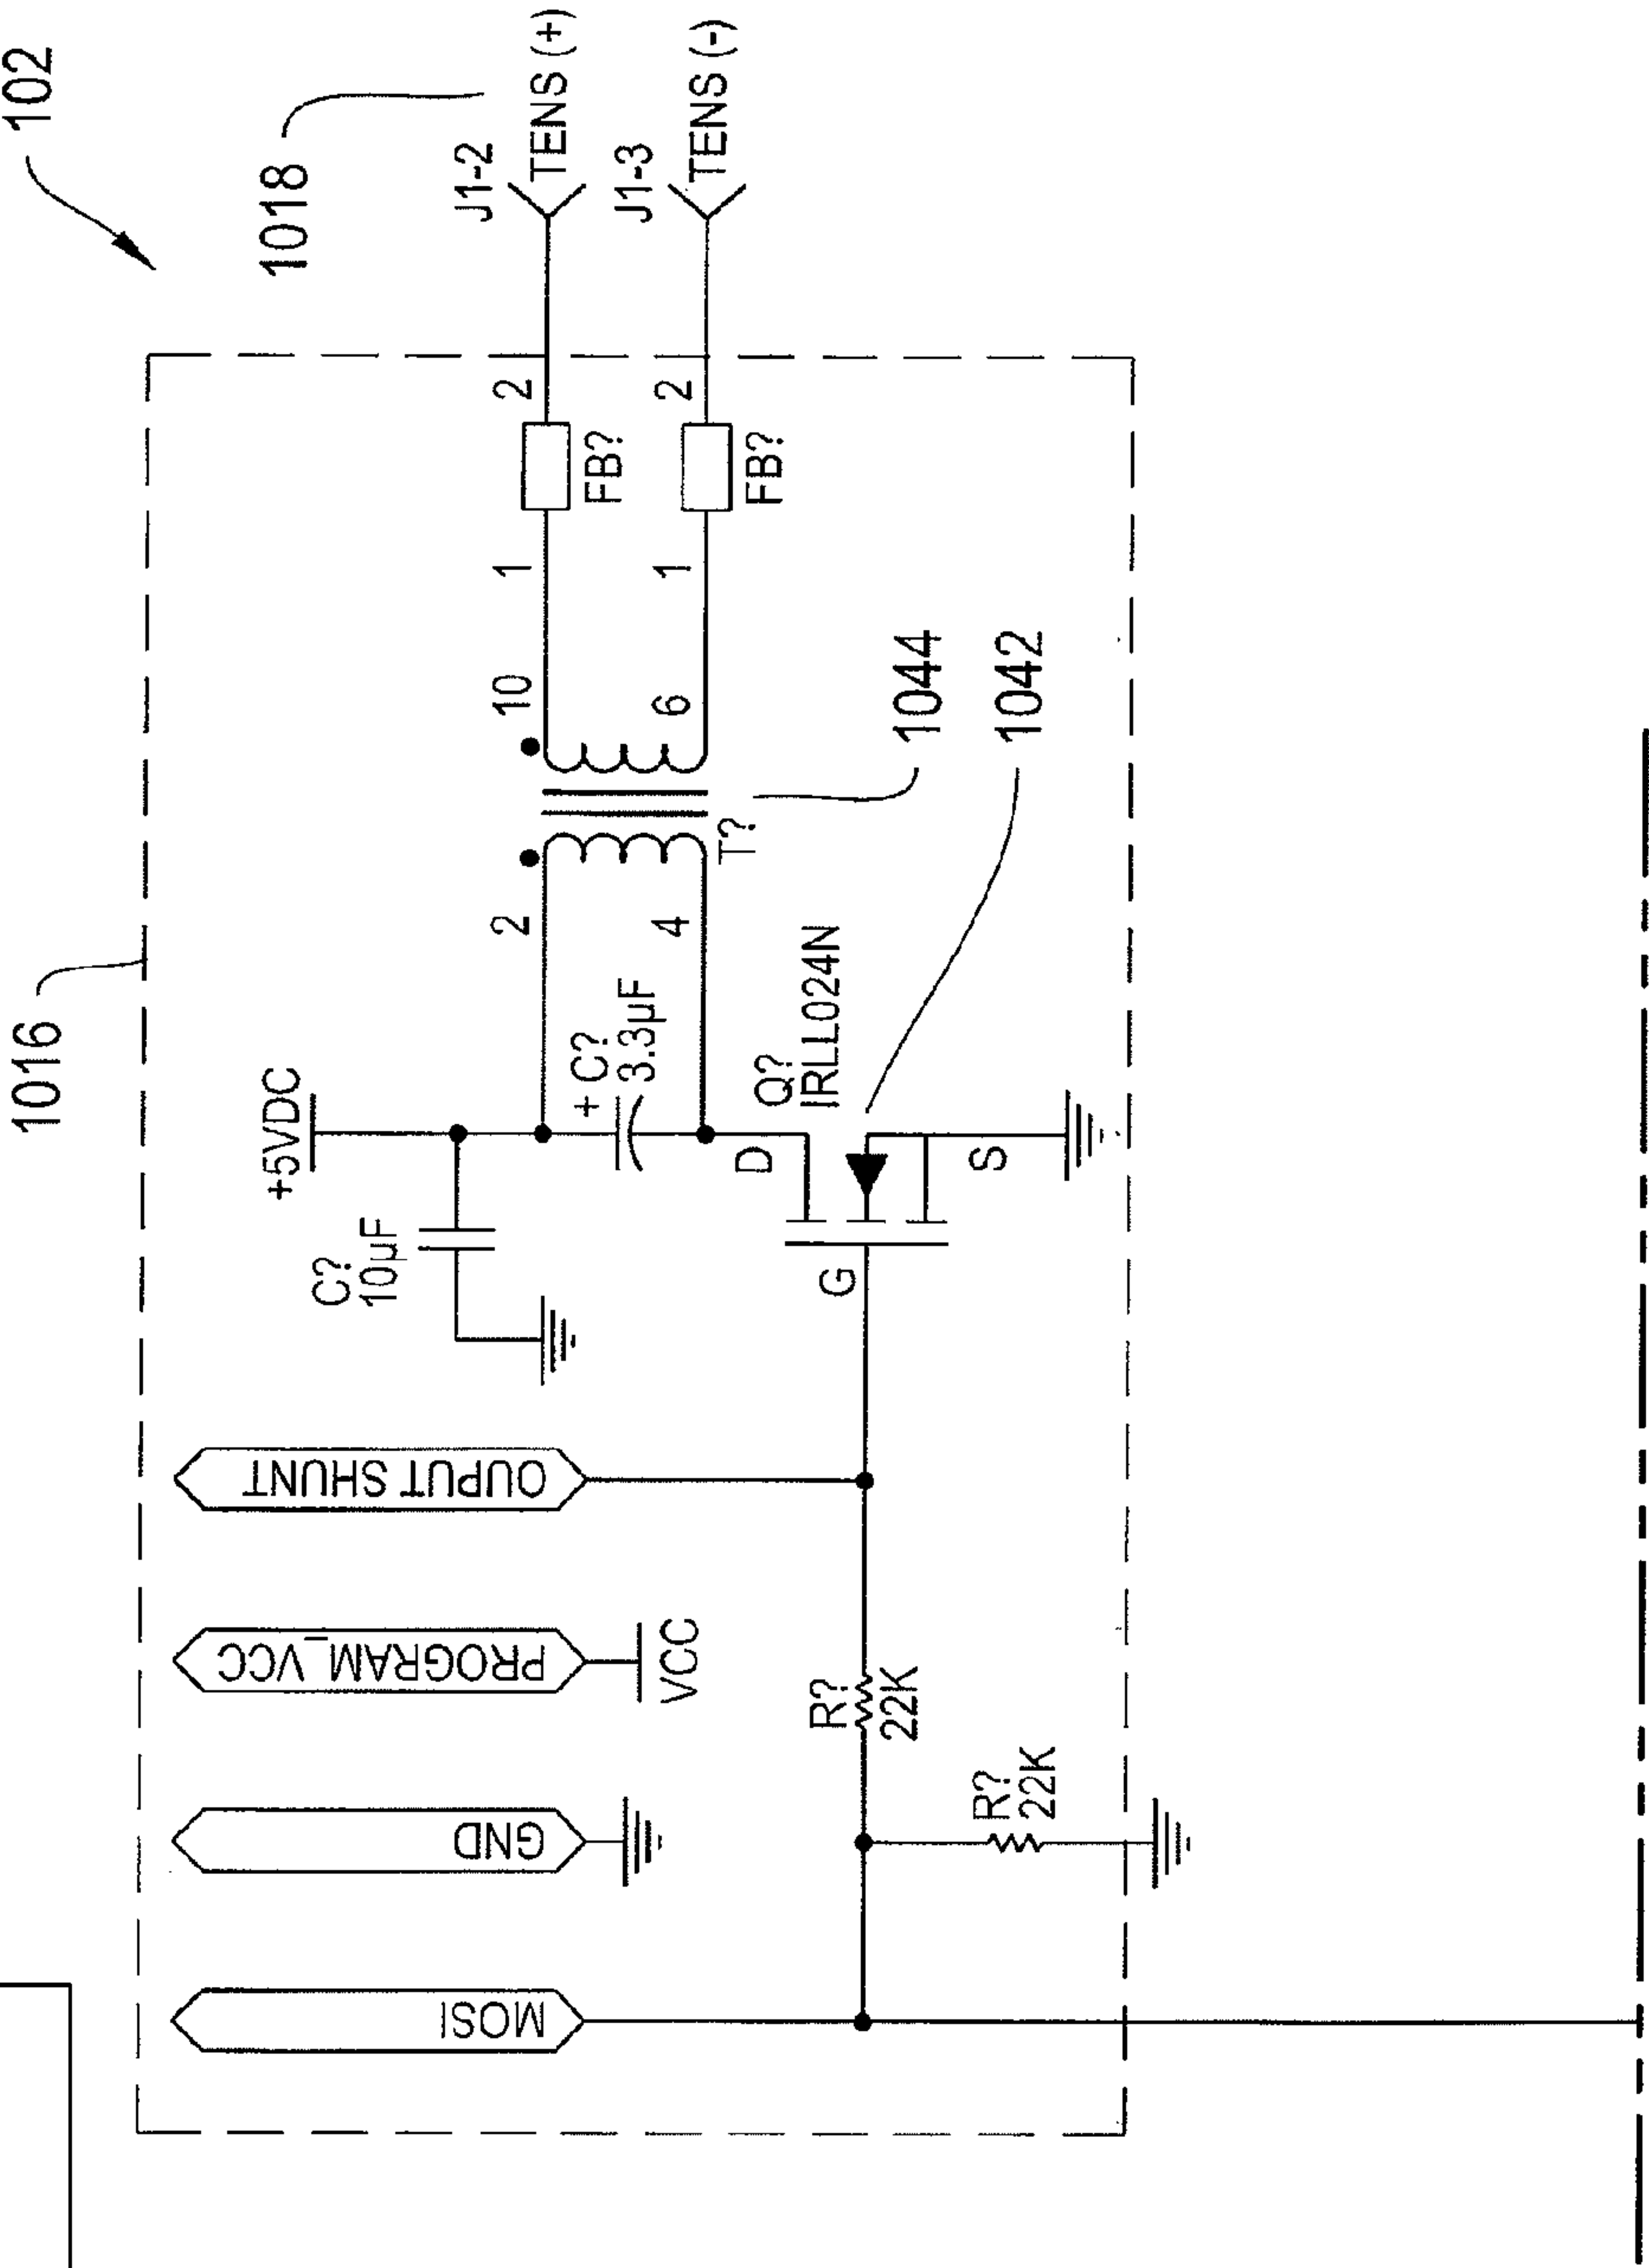 102
1016
1018
+5VDC
C?
10µF
J1-2
TENS (+)
J1-3
TENS (-)
2
10
1
2
FB?
+ C?
3.3µF
4
6
1
2
FB?
T?
MOSI
GND
PROGRAM_VCC
VCC
OUPUT SHUNT
D
Q?
IRLL024N
G
S
R?
22K
R?
22K
1044
1042